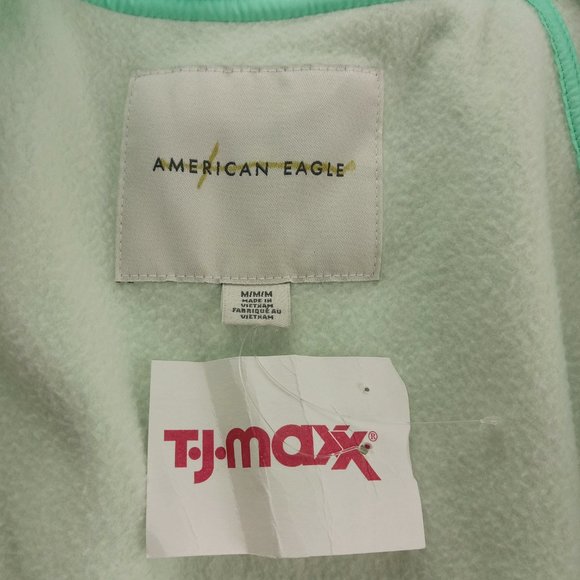 AMERICAN EAGLE
M/M/M
MADE IN
VIETNAM
FABRIQUÉ AU
VIETNAM
T·J·maxx®